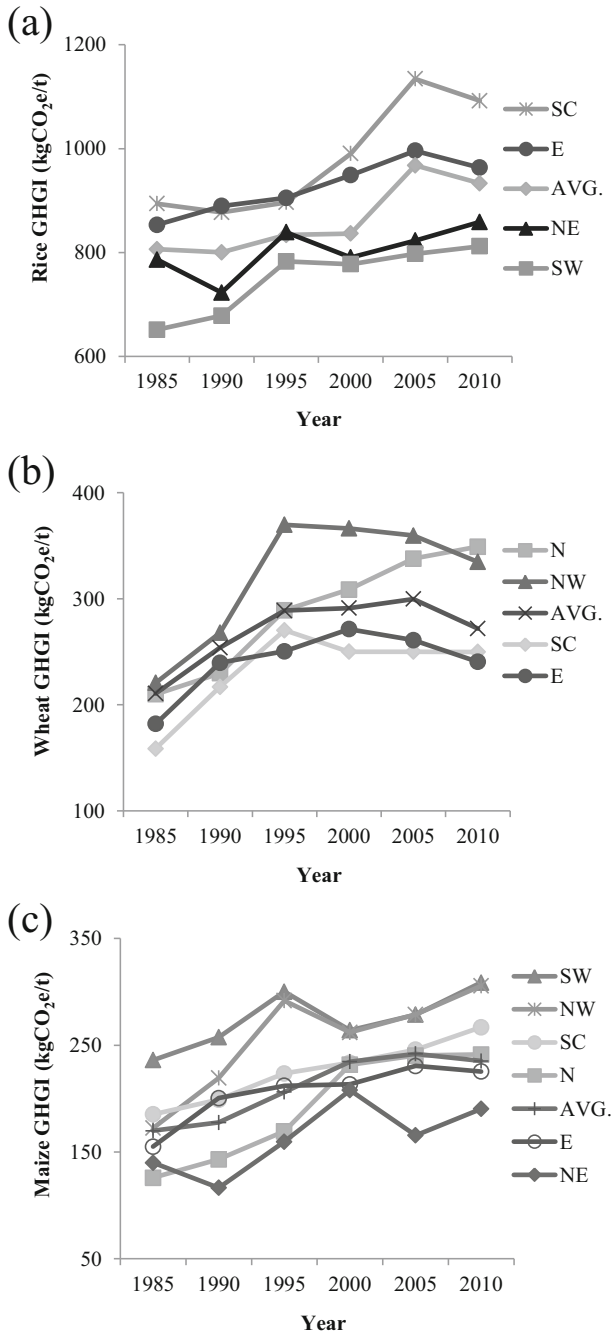 (a)
1200
1000
800
600
Rice GHGI (kgCO₂e/t)
1985 1990 1995 2000 2005 2010
Year
SC
E
AVG.
NE
SW
(b)
400
300
200
100
Wheat GHGI (kgCO₂e/t)
1985 1990 1995 2000 2005 2010
Year
N
NW
AVG.
SC
E
(c)
350
250
150
50
Maize GHGI (kgCO₂e/t)
1985 1990 1995 2000 2005 2010
Year
SW
NW
SC
N
AVG.
E
NE